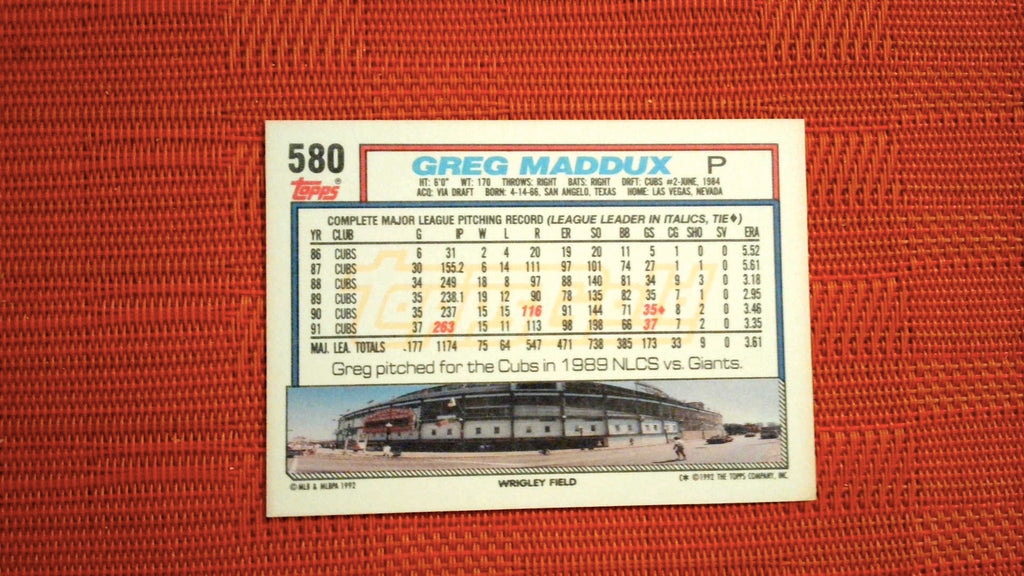 580
Topps®
GREG MADDUX P
HT: 6'0" WT: 170 THROWS: RIGHT BATS: RIGHT DRFT: CUBS #2-JUNE, 1984
ACQ: VIA DRAFT BORN: 4-14-66, SAN ANGELO, TEXAS HOME: LAS VEGAS, NEVADA
COMPLETE MAJOR LEAGUE PITCHING RECORD (LEAGUE LEADER IN ITALICS, TIE♦)
YR CLUB G IP W L R ER SO BB GS CG SHO SV ERA
86 CUBS 6 31 2 4 20 19 20 11 5 1 0 0 5.52
87 CUBS 30 155.2 6 14 111 97 101 74 27 1 1 0 5.61
88 CUBS 34 249 18 8 97 88 140 81 34 9 3 0 3.18
89 CUBS 35 238.1 19 12 90 78 135 82 35 7 1 0 2.95
90 CUBS 35 237 15 15 116 91 144 71 35♦ 8 2 0 3.46
91 CUBS 37 263 15 11 113 98 198 66 37 7 2 0 3.35
MAJ. LEA. TOTALS 177 1174 75 64 547 471 738 385 173 33 9 0 3.61
Greg pitched for the Cubs in 1989 NLCS vs. Giants.
© MLB & MLBPA 1992 WRIGLEY FIELD C* © 1992 THE TOPPS COMPANY, INC.